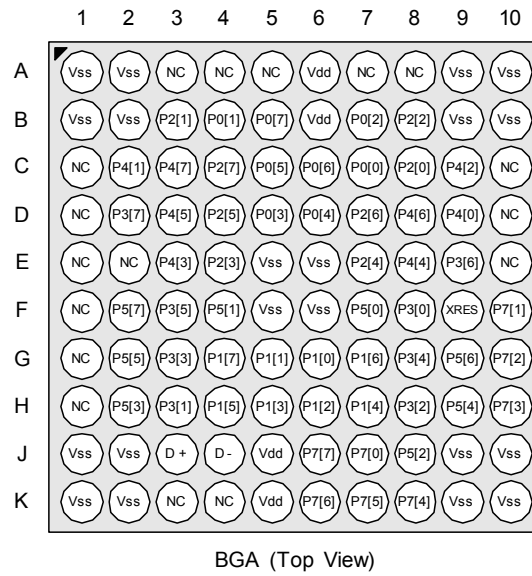 1 2 3 4 5 6 7 8 9 10
A Vss Vss NC NC NC Vdd NC NC Vss Vss
B Vss Vss P2[1] P0[1] P0[7] Vdd P0[2] P2[2] Vss Vss
C NC P4[1] P4[7] P2[7] P0[5] P0[6] P0[0] P2[0] P4[2] NC
D NC P3[7] P4[5] P2[5] P0[3] P0[4] P2[6] P4[6] P4[0] NC
E NC NC P4[3] P2[3] Vss Vss P2[4] P4[4] P3[6] NC
F NC P5[7] P3[5] P5[1] Vss Vss P5[0] P3[0] XRES P7[1]
G NC P5[5] P3[3] P1[7] P1[1] P1[0] P1[6] P3[4] P5[6] P7[2]
H NC P5[3] P3[1] P1[5] P1[3] P1[2] P1[4] P3[2] P5[4] P7[3]
J Vss Vss D + D - Vdd P7[7] P7[0] P5[2] Vss Vss
K Vss Vss NC NC Vdd P7[6] P7[5] P7[4] Vss Vss
BGA (Top View)